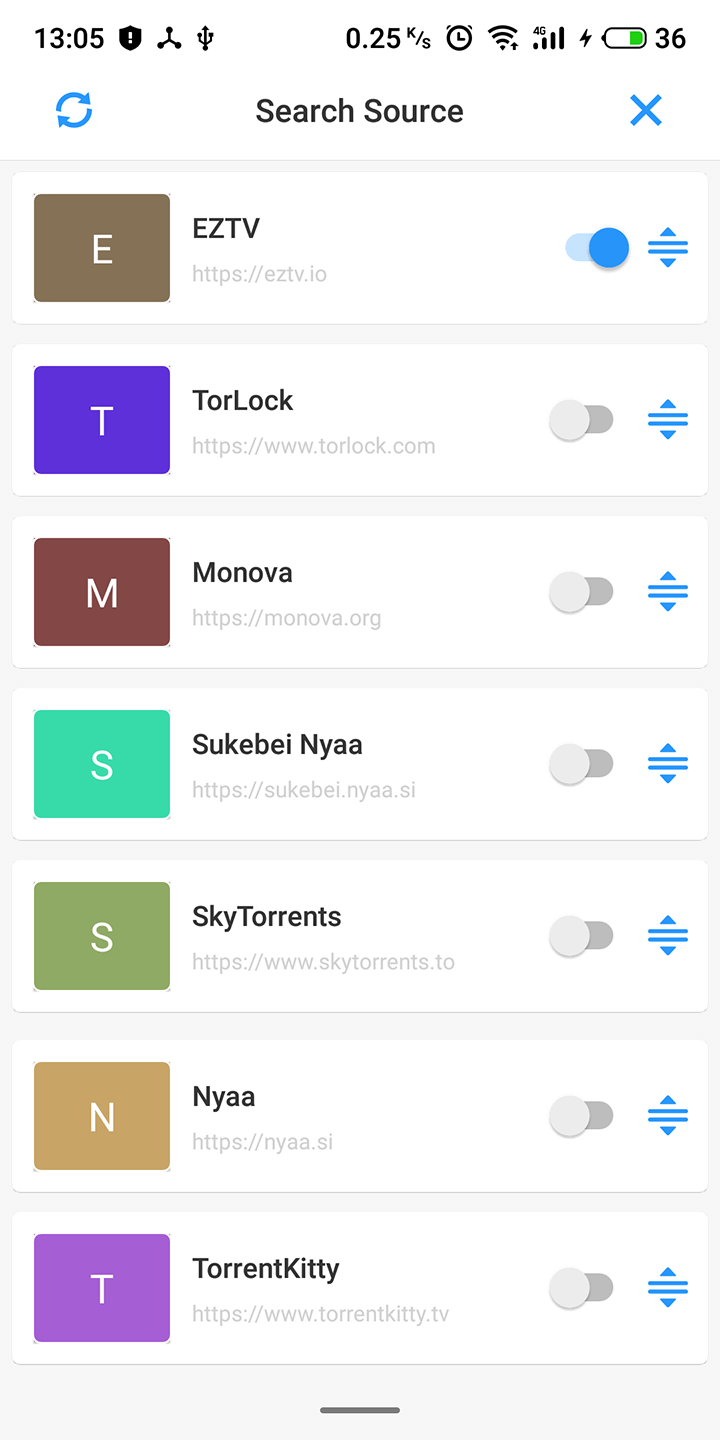 13:05 0.25 K/s 4G 36
Search Source
E
EZTV
https://eztv.io
T
TorLock
https://www.torlock.com
M
Monova
https://monova.org
S
Sukebei Nyaa
https://sukebei.nyaa.si
S
SkyTorrents
https://www.skytorrents.to
N
Nyaa
https://nyaa.si
T
TorrentKitty
https://www.torrentkitty.tv